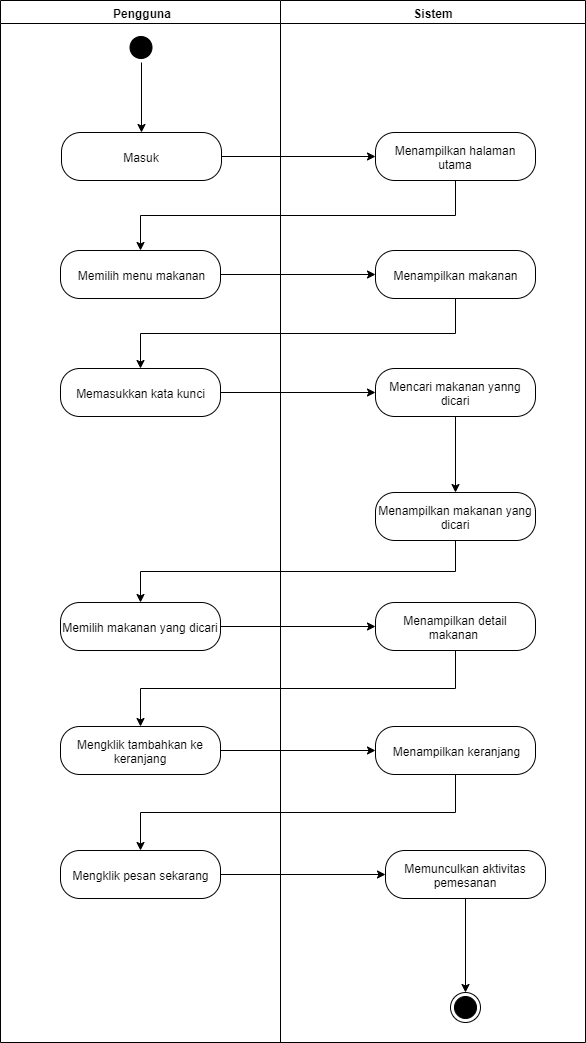 Pengguna
Sistem
Masuk
Menampilkan halaman
utama
Memilih menu makanan
Menampilkan makanan
Memasukkan kata kunci
Mencari makanan yanng
dicari
Menampilkan makanan yang
dicari
Memilih makanan yang dicari
Menampilkan detail
makanan
Mengklik tambahkan ke
keranjang
Menampilkan keranjang
Mengklik pesan sekarang
Memunculkan aktivitas
pemesanan